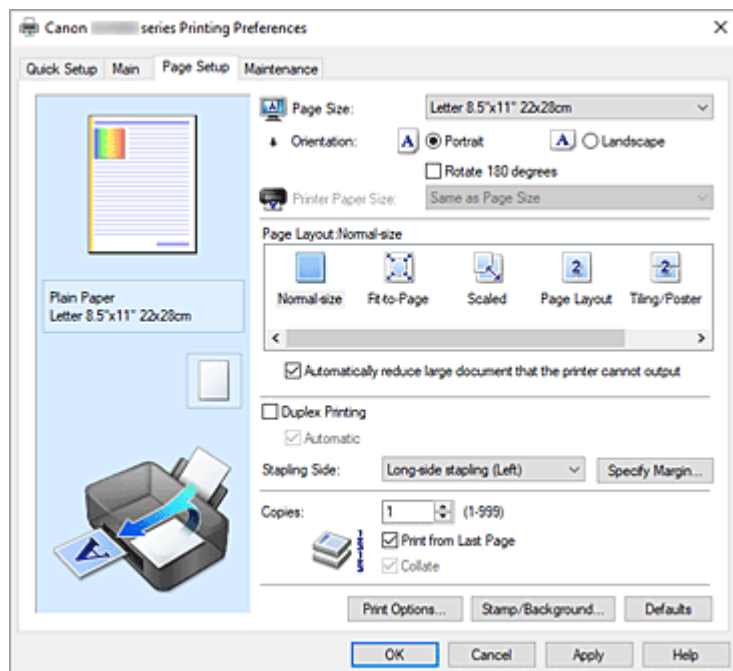 Canon series Printing Preferences
Quick Setup Main Page Setup Maintenance
Page Size: Letter 8.5"x11" 22x28cm
Orientation: A Portrait A Landscape
Rotate 180 degrees
Printer Paper Size: Same as Page Size
Page Layout:Normal-size
Normal-size Fit-to-Page Scaled Page Layout Tiling/Poster
Plain Paper
Letter 8.5"x11" 22x28cm
Automatically reduce large document that the printer cannot output
Duplex Printing
Automatic
Stapling Side: Long-side stapling (Left) Specify Margin...
Copies: 1 (1-999)
Print from Last Page
Collate
Print Options... Stamp/Background... Defaults
OK Cancel Apply Help